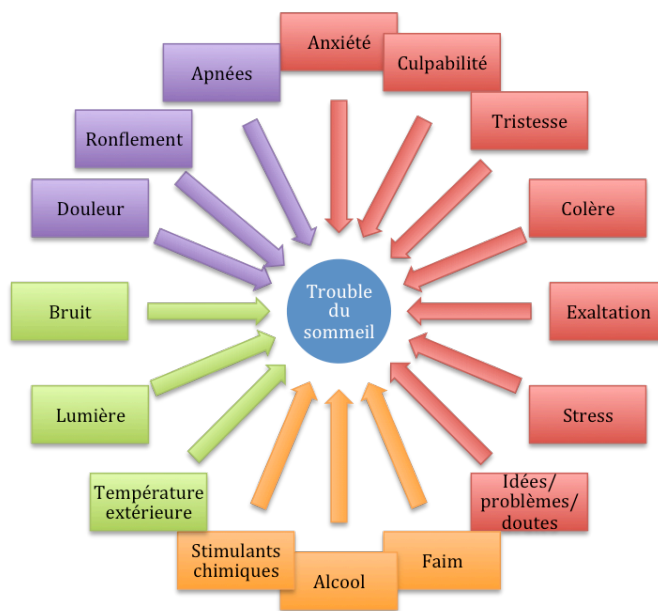 Anxiété
Culpabilité
Tristesse
Colère
Exaltation
Stress
Idées/
problèmes/
doutes
Faim
Alcool
Stimulants
chimiques
Température
extérieure
Lumière
Bruit
Douleur
Ronflement
Apnées
Trouble
du
sommeil